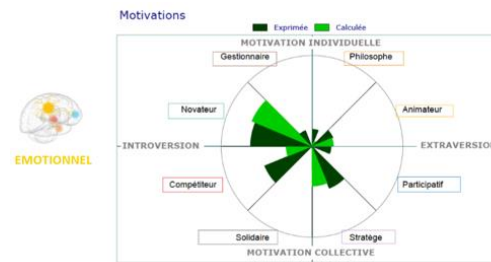 Motivations
Exprimée Calculée
MOTIVATION INDIVIDUELLE
Gestionnaire Philosophe
Novateur Animateur
EMOTIONNEL
INTROVERSION EXTRAVERSION
Compétiteur Participatif
Solidaire Stratège
MOTIVATION COLLECTIVE